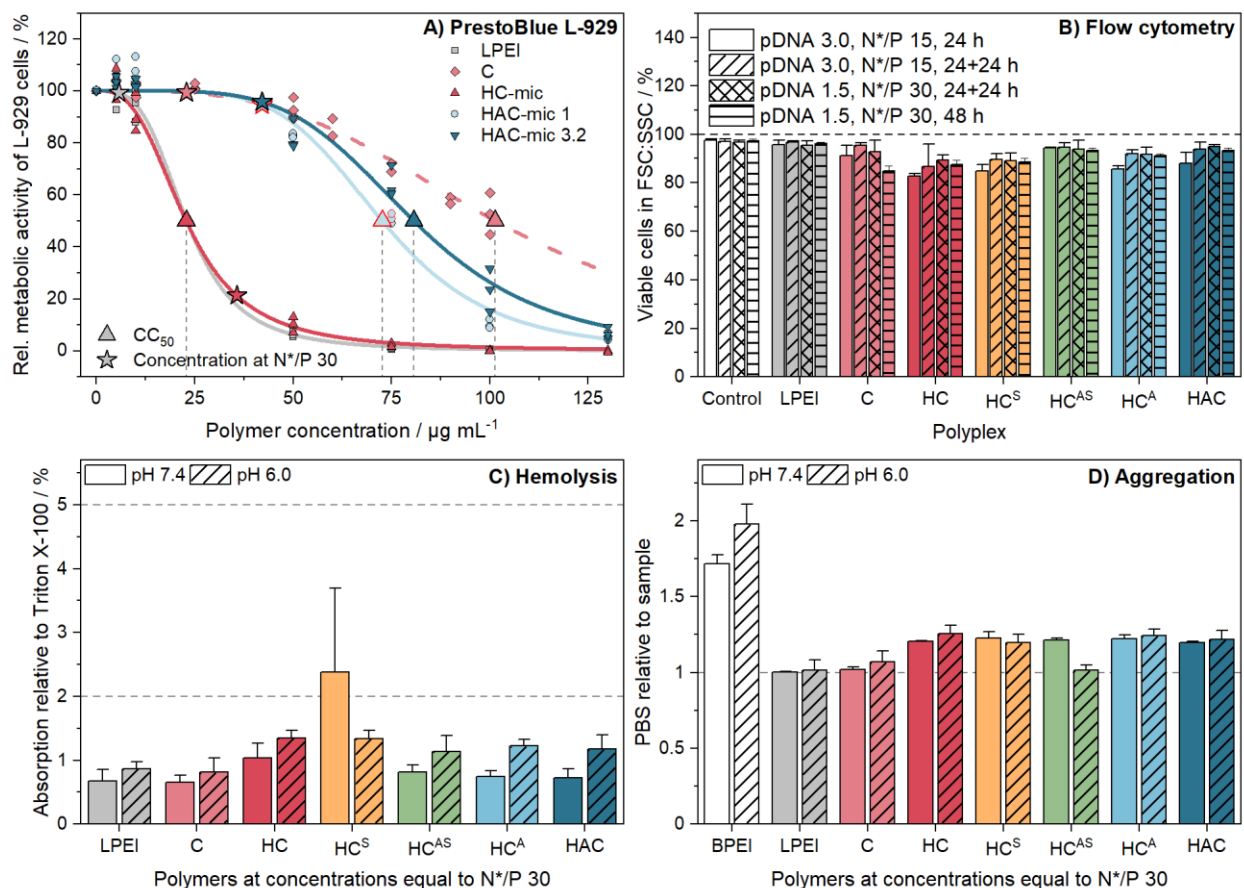 A) PrestoBlue L-929
Rel. metabolic activity of L-929 cells / %
120
100
80
60
40
20
0
LPEI
C
HC-mic
HAC-mic 1
HAC-mic 3.2
CC₅₀
Concentration at N*/P 30
0 25 50 75 100 125
Polymer concentration / µg mL⁻¹
B) Flow cytometry
Viable cells in FSC:SSC / %
140
120
100
80
60
40
20
0
pDNA 3.0, N*/P 15, 24 h
pDNA 3.0, N*/P 15, 24+24 h
pDNA 1.5, N*/P 30, 24+24 h
pDNA 1.5, N*/P 30, 48 h
Control LPEI C HC HCˢ HCᴬˢ HCᴬ HAC
Polyplex
pH 7.4 pH 6.0 C) Hemolysis
Absorption relative to Triton X-100 / %
5
4
3
2
1
0
LPEI C HC HCˢ HCᴬˢ HCᴬ HAC
Polymers at concentrations equal to N*/P 30
pH 7.4 pH 6.0 D) Aggregation
PBS relative to sample
2
1.5
1
0.5
0
BPEI LPEI C HC HCˢ HCᴬˢ HCᴬ HAC
Polymers at concentrations equal to N*/P 30